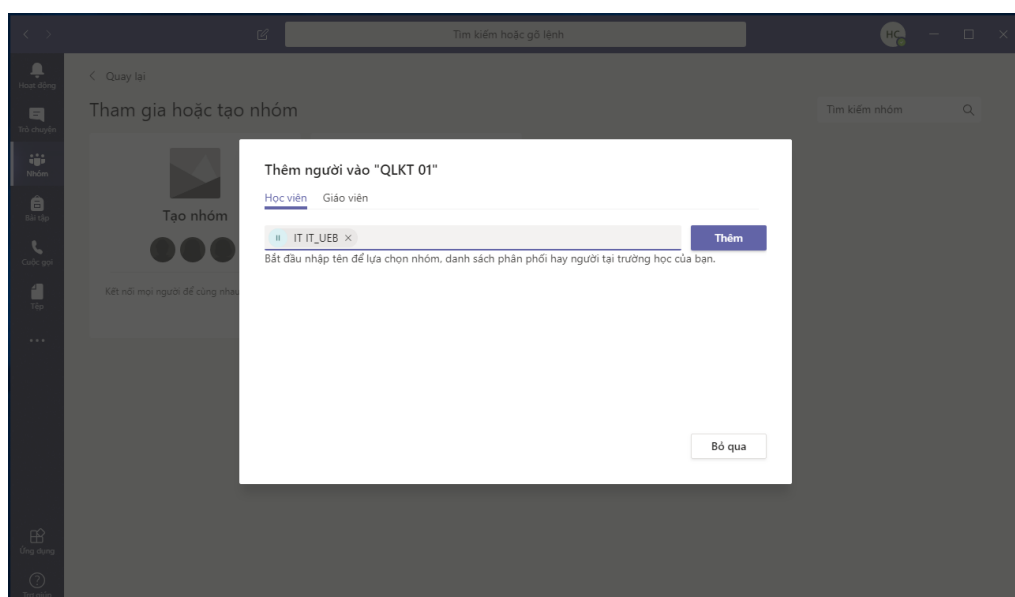 Tìm kiếm hoặc gõ lệnh
HC
Hoạt động
Trò chuyện
Nhóm
Bài tập
Cuộc gọi
Tệp
Ứng dụng
Trợ giúp
Quay lại
Tham gia hoặc tạo nhóm
Tìm kiếm nhóm
Tạo nhóm
Kết nối mọi người để cùng nhau
Thêm người vào "QLKT 01"
Học viên Giáo viên
II IT IT_UEB × Thêm
Bắt đầu nhập tên để lựa chọn nhóm, danh sách phân phối hay người tại trường học của bạn.
Bỏ qua